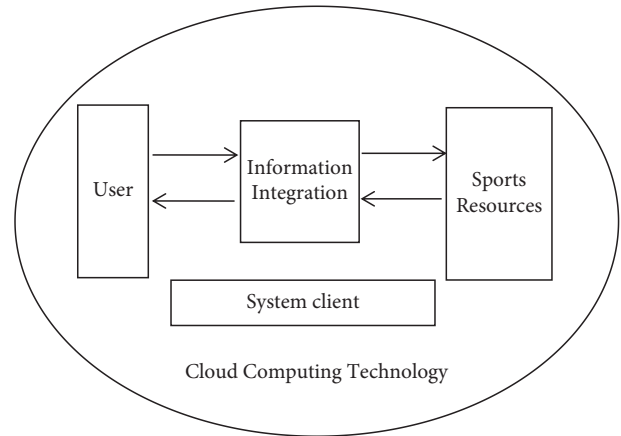 User
Information
Integration
Sports
Resources
System client
Cloud Computing Technology